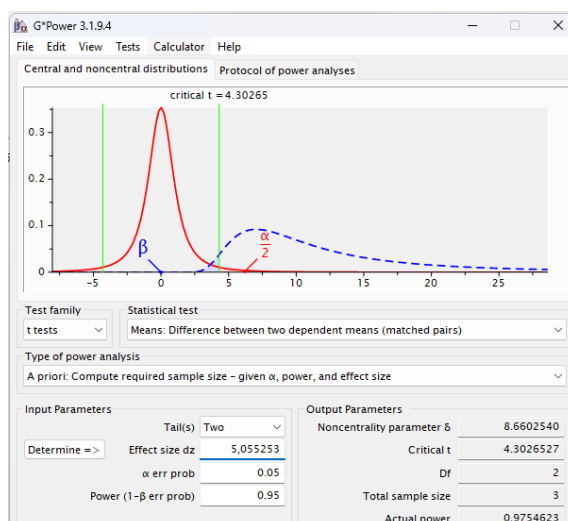 G*Power 3.1.9.4
File Edit View Tests Calculator Help
Central and noncentral distributions Protocol of power analyses
critical t = 4.30265
0.3
0.2
0.1
0
β
α
2
-5 0 5 10 15 20 25
Test family Statistical test
t tests Means: Difference between two dependent means (matched pairs)
Type of power analysis
A priori: Compute required sample size – given α, power, and effect size
Input Parameters Output Parameters
Tail(s) Two Noncentrality parameter δ 8.6602540
Determine => Effect size dz 5,055253 Critical t 4.3026527
α err prob 0.05 Df 2
Power (1-β err prob) 0.95 Total sample size 3
Actual power 0.9754623